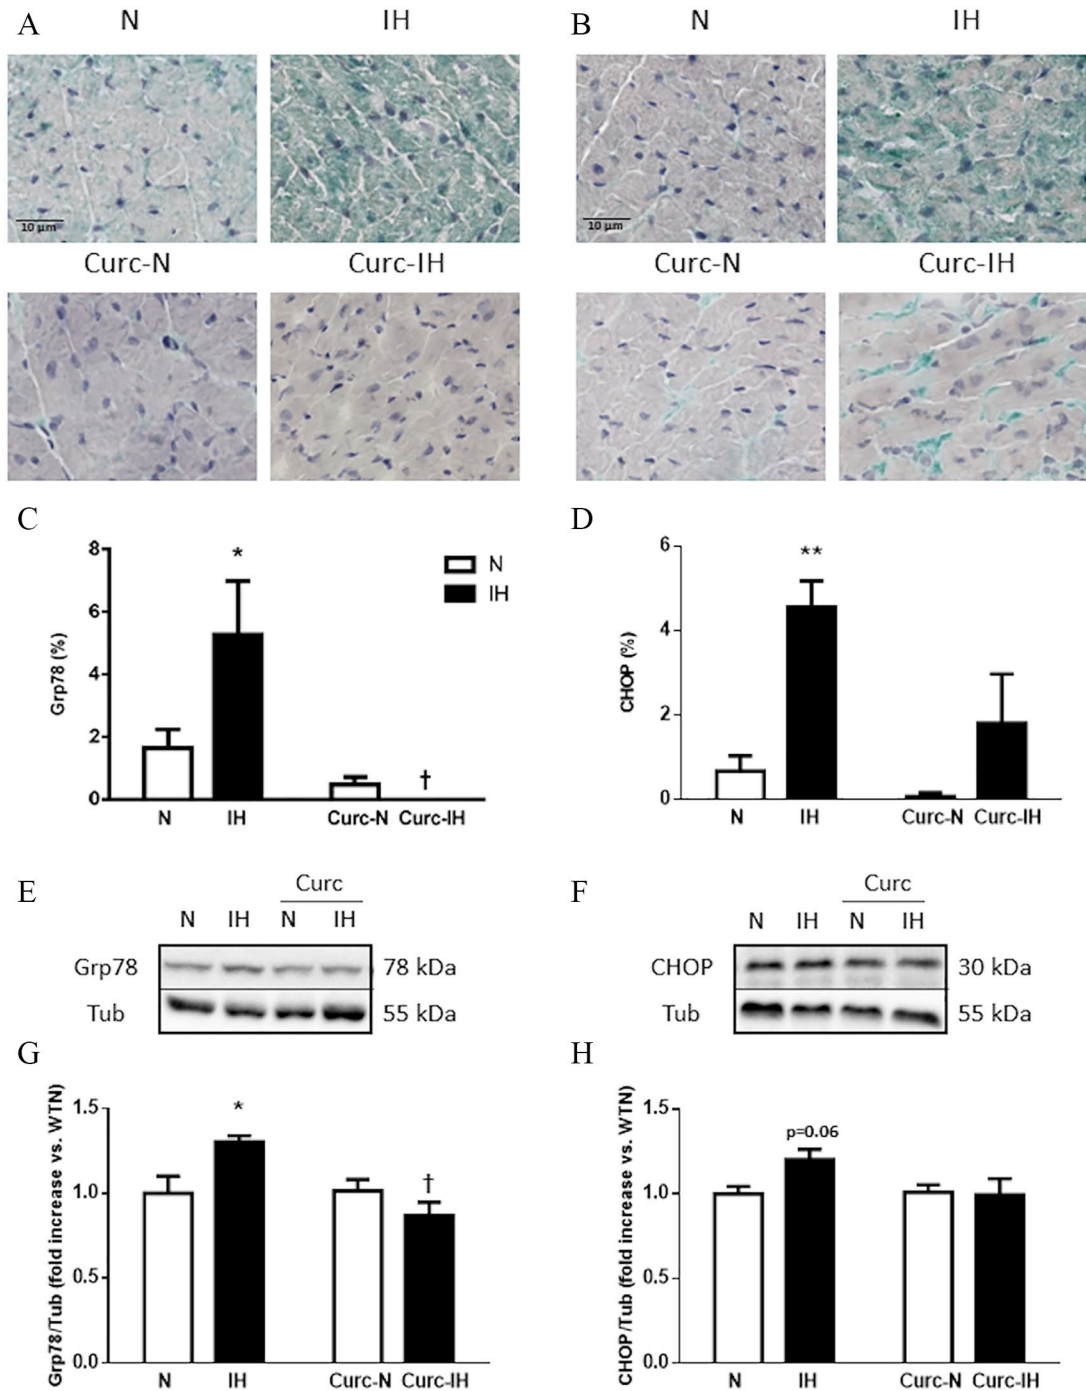 A
N
IH
B
N
IH
10 μm
10 μm
Curc-N
Curc-IH
Curc-N
Curc-IH
C
D
Grp78 (%)
8
6
4
2
0
*
†
N
IH
N
IH
Curc-N
Curc-IH
CHOP (%)
6
4
2
0
**
N
IH
Curc-N
Curc-IH
E
Curc
N
IH
N
IH
Grp78
78 kDa
Tub
55 kDa
F
Curc
N
IH
N
IH
CHOP
30 kDa
Tub
55 kDa
G
Grp78/Tub (fold increase vs. WTN)
1.5
1.0
0.5
0.0
*
†
N
IH
Curc-N
Curc-IH
H
CHOP/Tub (fold increase vs. WTN)
1.5
1.0
0.5
0.0
p=0.06
N
IH
Curc-N
Curc-IH